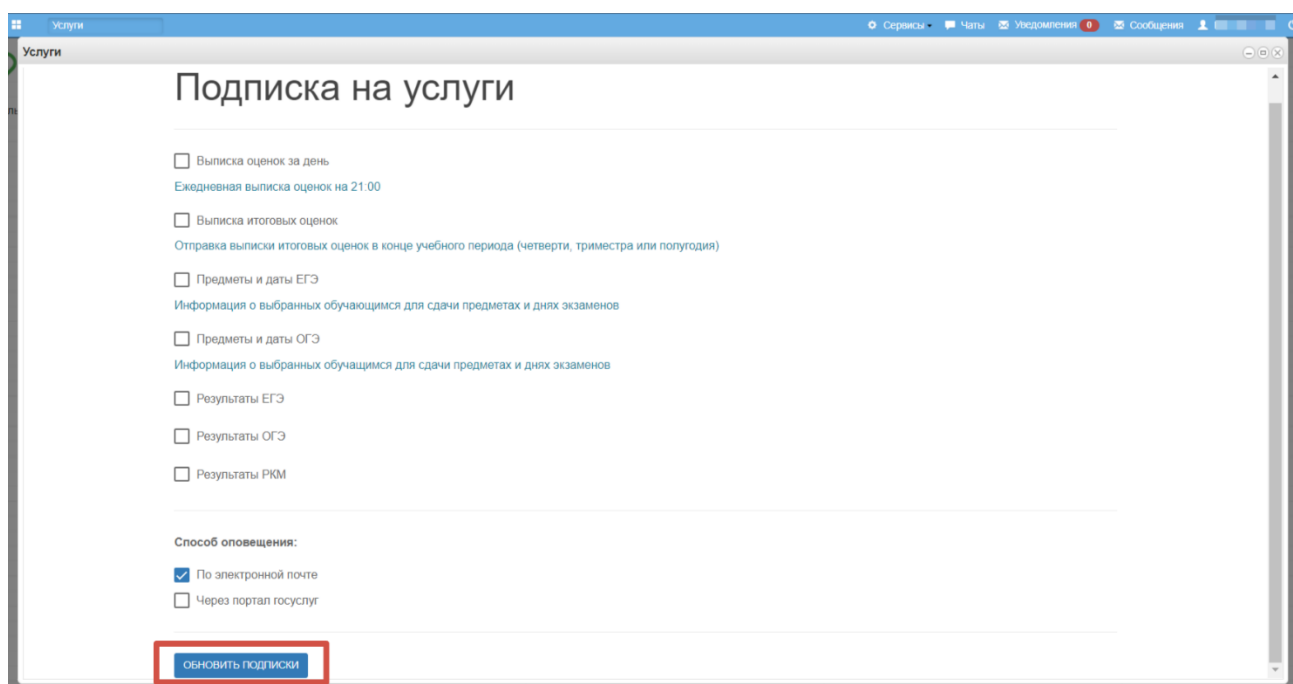 Услуги Сервисы Чаты Уведомления 0 Сообщения
Услуги
Подписка на услуги
Выписка оценок за день
Ежедневная выписка оценок на 21:00
Выписка итоговых оценок
Отправка выписки итоговых оценок в конце учебного периода (четверти, триместра или полугодия)
Предметы и даты ЕГЭ
Информация о выбранных обучающимся для сдачи предметах и днях экзаменов
Предметы и даты ОГЭ
Информация о выбранных обучащимся для сдачи предметах и днях экзаменов
Результаты ЕГЭ
Результаты ОГЭ
Результаты РКМ
Способ оповещения:
По электронной почте
Через портал госуслуг
ОБНОВИТЬ ПОДПИСКИ